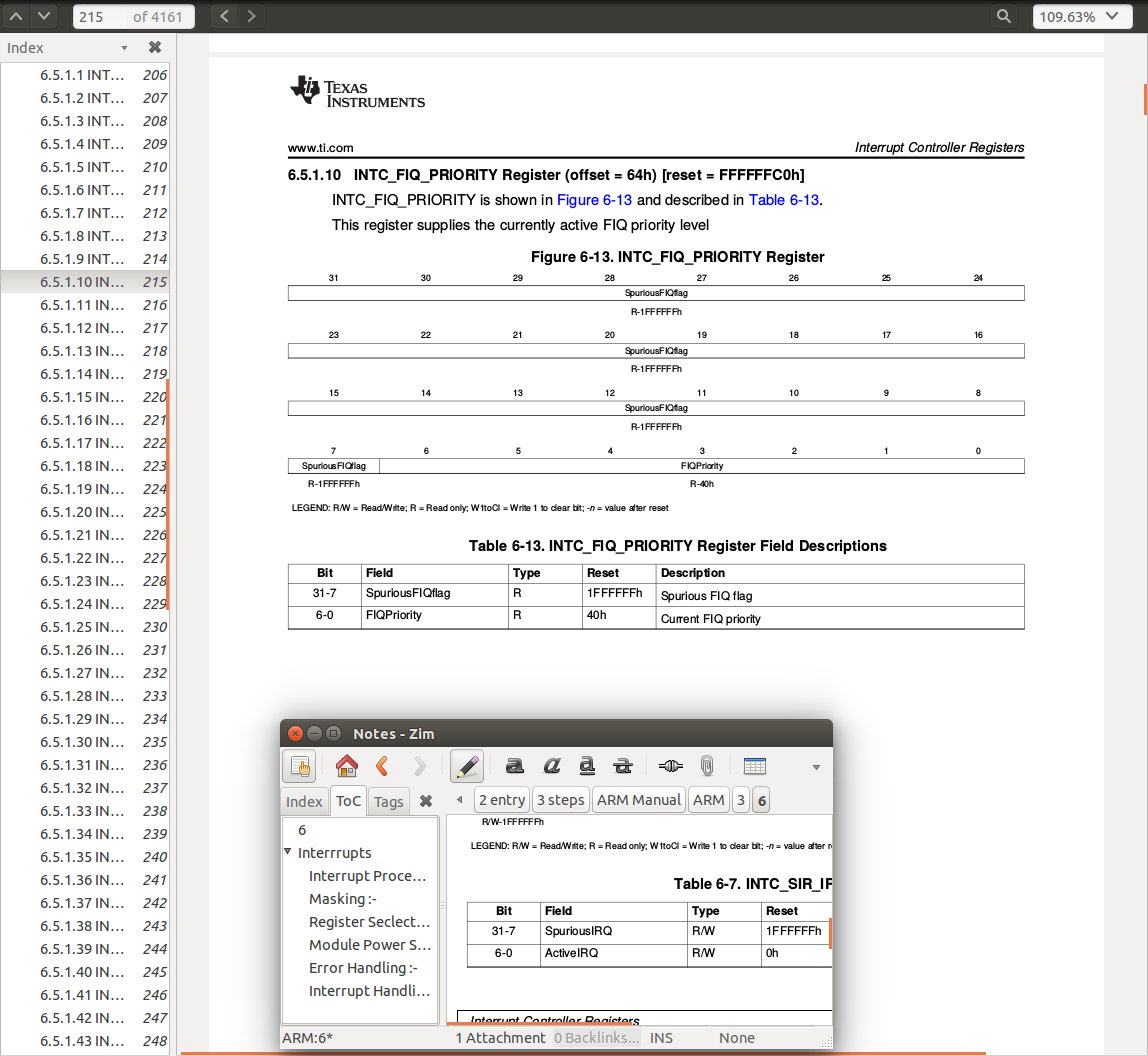 215 of 4161
109.63%
Index
6.5.1.1 INT... 206
6.5.1.2 INT... 207
6.5.1.3 INT... 208
6.5.1.4 INT... 209
6.5.1.5 INT... 210
6.5.1.6 INT... 211
6.5.1.7 INT... 212
6.5.1.8 INT... 213
6.5.1.9 INT... 214
6.5.1.10 IN... 215
6.5.1.11 IN... 216
6.5.1.12 IN... 217
6.5.1.13 IN... 218
6.5.1.14 IN... 219
6.5.1.15 IN... 220
6.5.1.16 IN... 221
6.5.1.17 IN... 222
6.5.1.18 IN... 223
6.5.1.19 IN... 224
6.5.1.20 IN... 225
6.5.1.21 IN... 226
6.5.1.22 IN... 227
6.5.1.23 IN... 228
6.5.1.24 IN... 229
6.5.1.25 IN... 230
6.5.1.26 IN... 231
6.5.1.27 IN... 232
6.5.1.28 IN... 233
6.5.1.29 IN... 234
6.5.1.30 IN... 235
6.5.1.31 IN... 236
6.5.1.32 IN... 237
6.5.1.33 IN... 238
6.5.1.34 IN... 239
6.5.1.35 IN... 240
6.5.1.36 IN... 241
6.5.1.37 IN... 242
6.5.1.38 IN... 243
6.5.1.39 IN... 244
6.5.1.40 IN... 245
6.5.1.41 IN... 246
6.5.1.42 IN... 247
6.5.1.43 IN... 248
TEXAS
INSTRUMENTS
www.ti.com Interrupt Controller Registers
6.5.1.10 INTC_FIQ_PRIORITY Register (offset = 64h) [reset = FFFFFFC0h]
INTC_FIQ_PRIORITY is shown in Figure 6-13 and described in Table 6-13.
This register supplies the currently active FIQ priority level
Figure 6-13. INTC_FIQ_PRIORITY Register
31 30 29 28 27 26 25 24
SpuriousFIQflag
R-1FFFFFFh
23 22 21 20 19 18 17 16
SpuriousFIQflag
R-1FFFFFFh
15 14 13 12 11 10 9 8
SpuriousFIQflag
R-1FFFFFFh
7 6 5 4 3 2 1 0
SpuriousFIQflag FIQPriority
R-1FFFFFFh R-40h
LEGEND: R/W = Read/Write; R = Read only; W1toCl = Write 1 to clear bit; -n = value after reset
Table 6-13. INTC_FIQ_PRIORITY Register Field Descriptions
Bit Field Type Reset Description
31-7 SpuriousFIQflag R 1FFFFFFh Spurious FIQ flag
6-0 FIQPriority R 40h Current FIQ priority
Notes - Zim
a a a a
Index ToC Tags
2 entry 3 steps ARM Manual ARM 3 6
6
Interrrupts
Interrupt Proce...
Masking :-
Register Seclect...
Module Power S...
Error Handling :-
Interrupt Handli...
R/W-1FFFFFFh
LEGEND: R/W = Read/Write; R = Read only; W1toCl = Write 1 to clear bit; -n = value after r
Table 6-7. INTC_SIR_IR
Bit Field Type Reset
31-7 SpuriousIRQ R/W 1FFFFFFh
6-0 ActiveIRQ R/W 0h
Interrupt Controller Registers
ARM:6* 1 Attachment 0 Backlinks... INS None